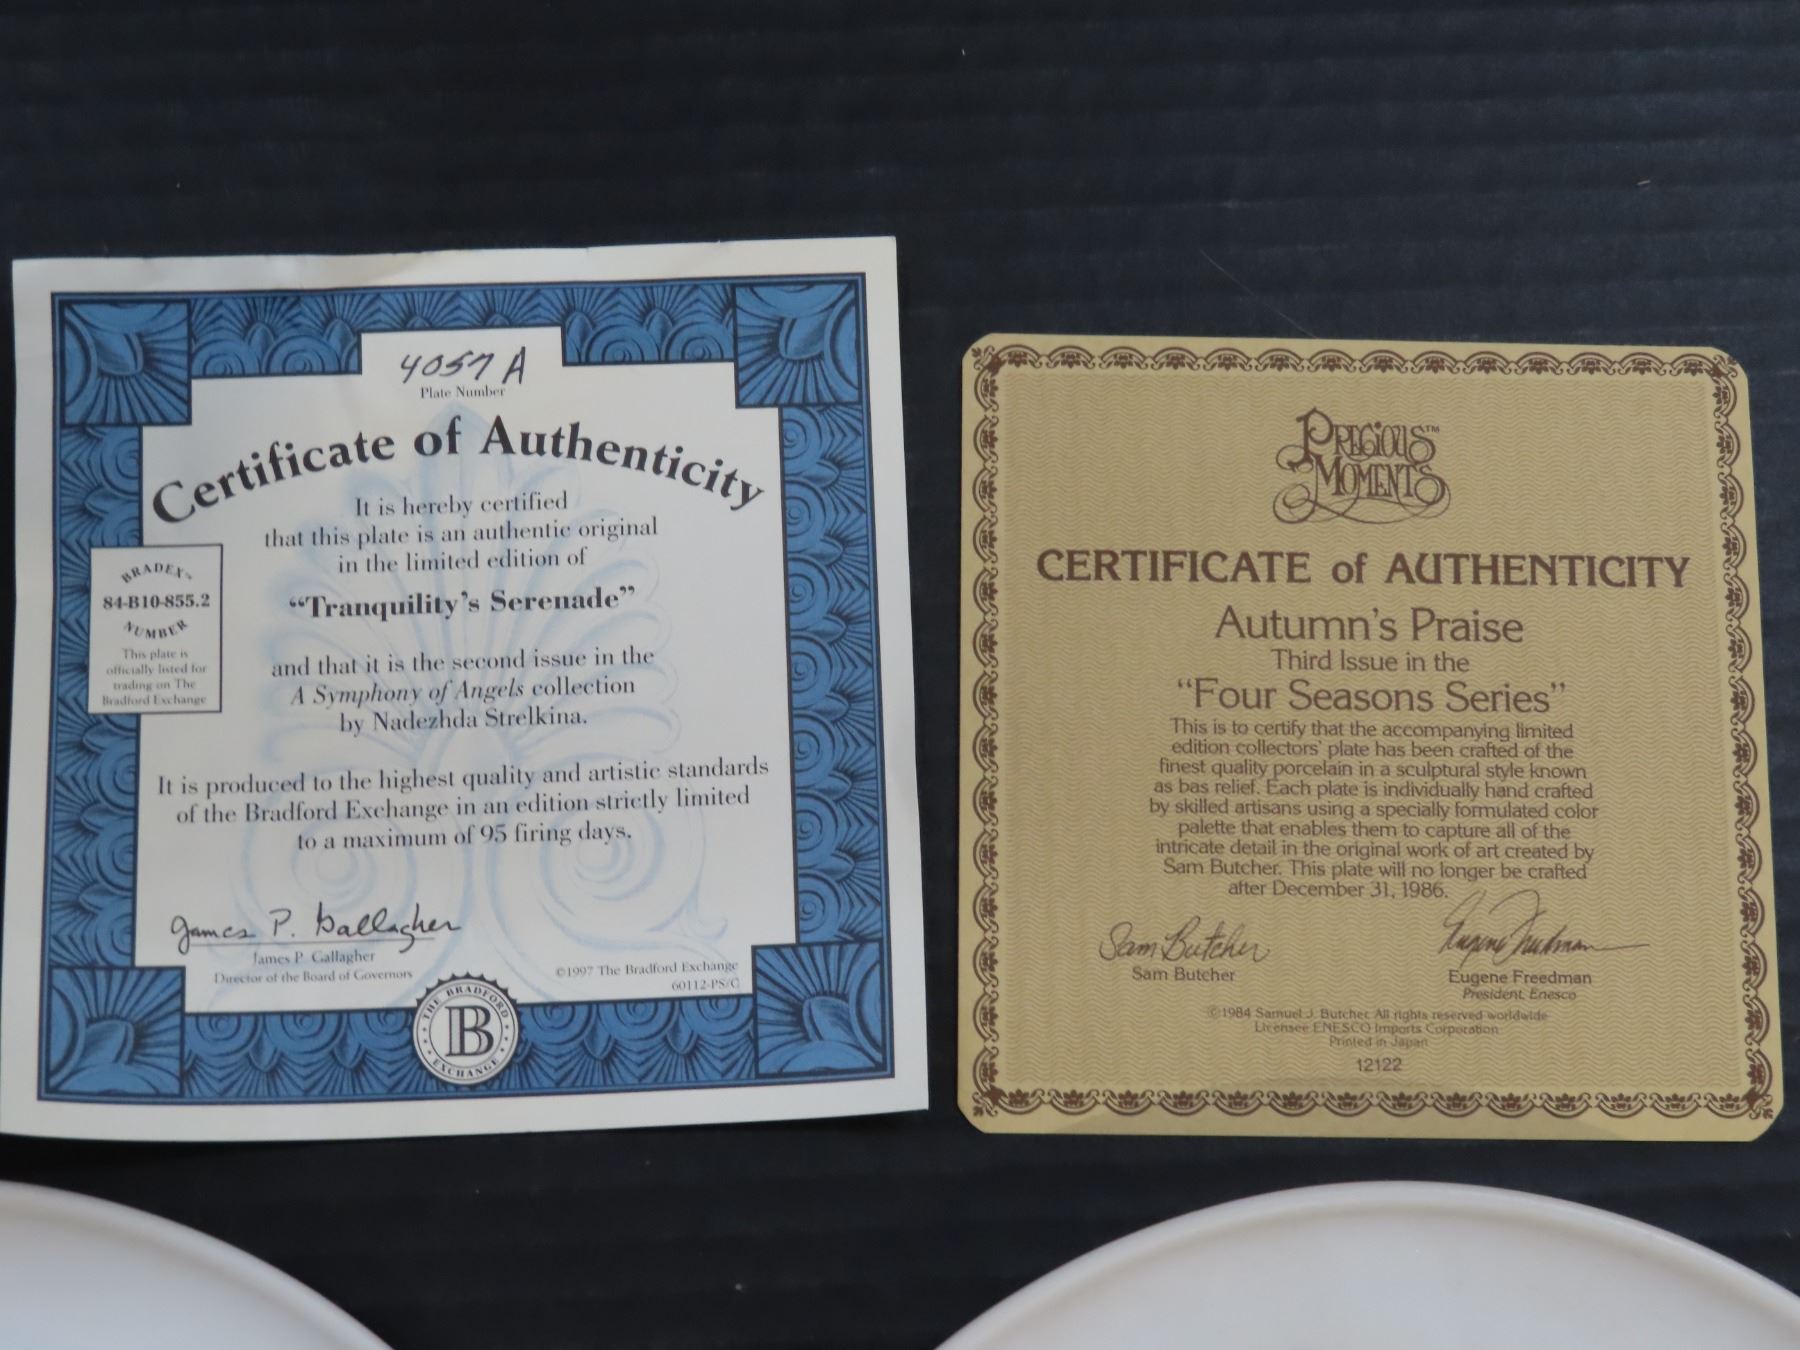 4057 A
Plate Number
Certificate of Authenticity
It is hereby certified
that this plate is an authentic original
in the limited edition of
“Tranquility’s Serenade”
and that it is the second issue in the
A Symphony of Angels collection
by Nadezhda Strelkina.
It is produced to the highest quality and artistic standards
of the Bradford Exchange in an edition strictly limited
to a maximum of 95 firing days.
BRADEX™
84-B10-855.2
NUMBER
This plate is
officially listed for
trading on The
Bradford Exchange
James P. Gallagher
James P. Gallagher
Director of the Board of Governors
©1997 The Bradford Exchange
60112-PS/C
THE BRADFORD
B
EXCHANGE
PRECIOUS™
MOMENTS
CERTIFICATE of AUTHENTICITY
Autumn’s Praise
Third Issue in the
“Four Seasons Series”
This is to certify that the accompanying limited
edition collectors’ plate has been crafted of the
finest quality porcelain in a sculptural style known
as bas relief. Each plate is individually hand crafted
by skilled artisans using a specially formulated color
palette that enables them to capture all of the
intricate detail in the original work of art created by
Sam Butcher. This plate will no longer be crafted
after December 31, 1986.
Sam Butcher
Sam Butcher
Eugene Freedman
Eugene Freedman
President, Enesco
©1984 Samuel J. Butcher. All rights reserved worldwide
Licensee ENESCO Imports Corporation
Printed in Japan
12122